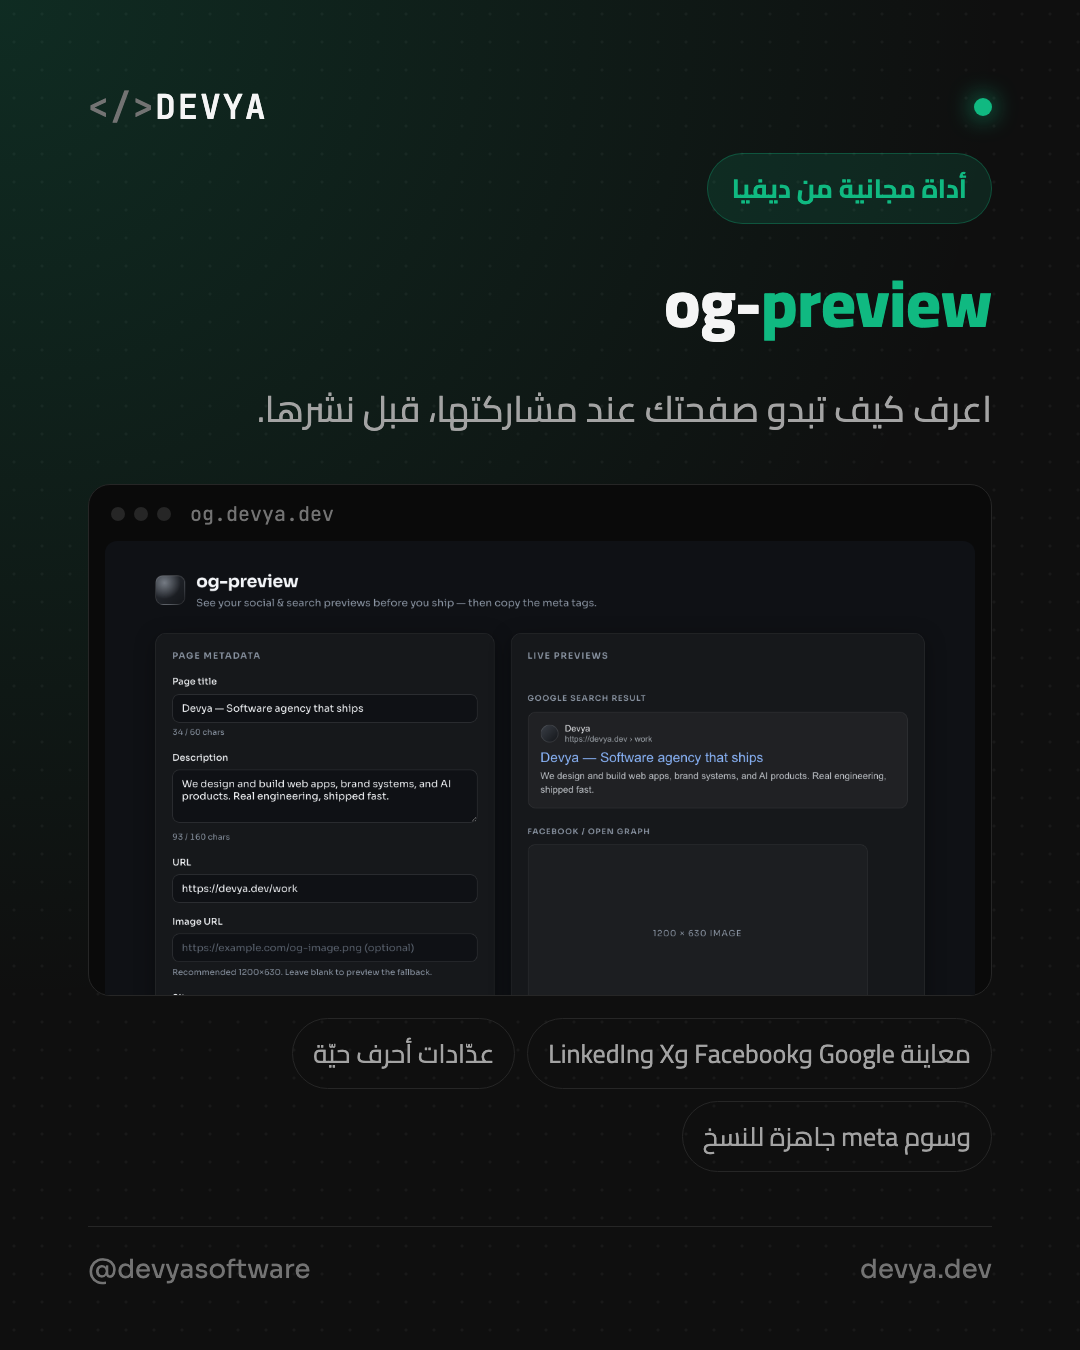 </>DEVYA
أداة مجانية من ديفيا
og-preview
اعرف كيف تبدو صفحتك عند مشاركتها، قبل نشرها.
og.devya.dev
og-preview
See your social & search previews before you ship — then copy the meta tags.
PAGE METADATA
Page title
Devya — Software agency that ships
34 / 60 chars
Description
We design and build web apps, brand systems, and AI
products. Real engineering, shipped fast.
93 / 160 chars
URL
https://devya.dev/work
Image URL
https://example.com/og-image.png (optional)
Recommended 1200×630. Leave blank to preview the fallback.
LIVE PREVIEWS
GOOGLE SEARCH RESULT
Devya
https://devya.dev › work
Devya — Software agency that ships
We design and build web apps, brand systems, and AI products. Real engineering,
shipped fast.
FACEBOOK / OPEN GRAPH
1200 × 630 IMAGE
معاينة Google وFacebook وX وLinkedIn
عدّادات أحرف حيّة
وسوم meta جاهزة للنسخ
@devyasoftware
devya.dev